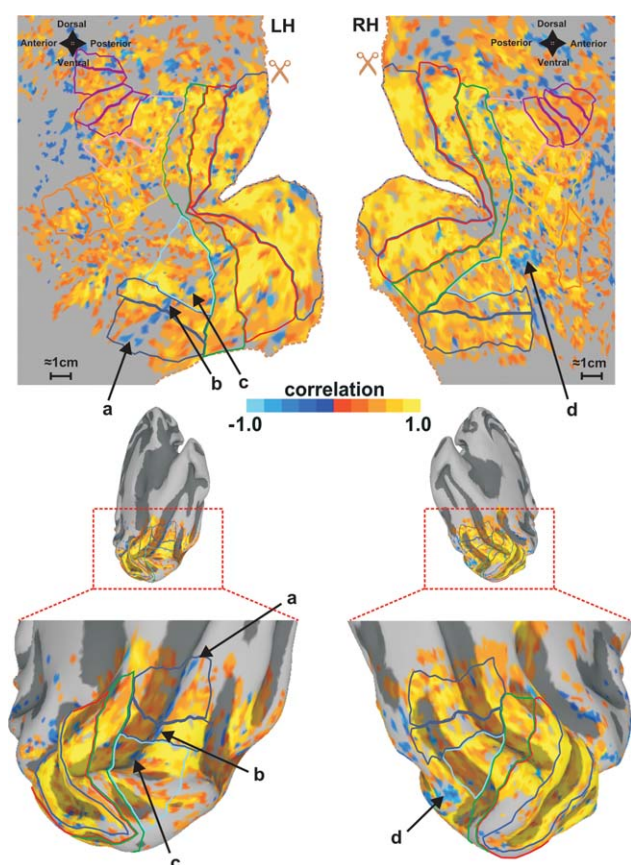 LH
RH
Dorsal
Anterior
Posterior
Ventral
Dorsal
Posterior
Anterior
Ventral
≈1cm
≈1cm
a
b
c
d
correlation
-1.0
1.0
a
b
c
d